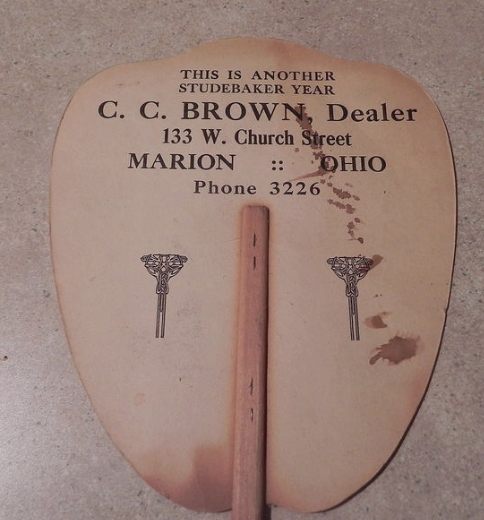 THIS IS ANOTHER
STUDEBAKER YEAR
C. C. BROWN, Dealer
133 W. Church Street
MARION :: OHIO
Phone 3226